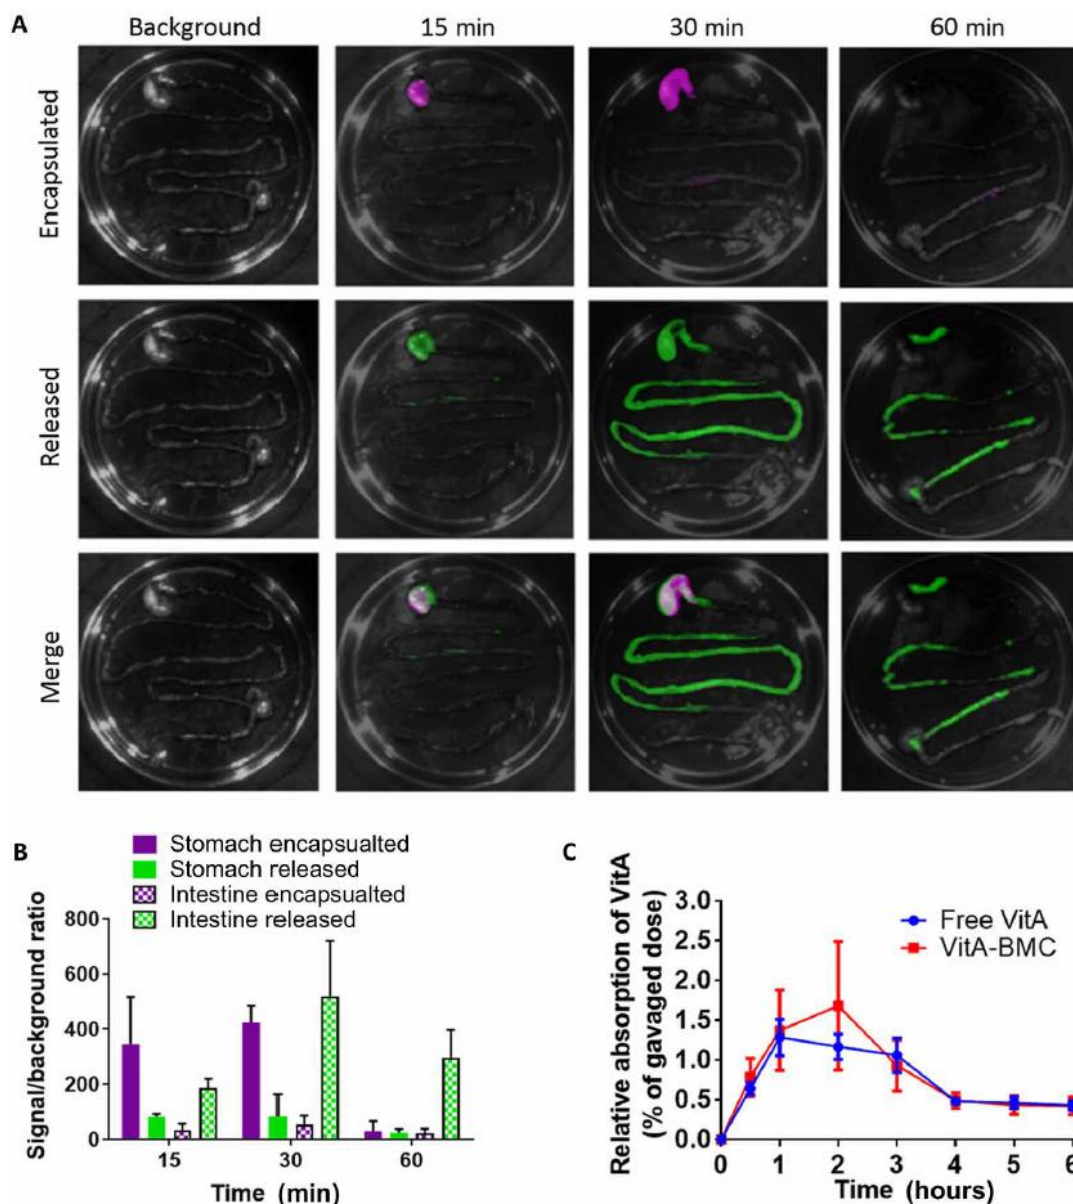 A
Background 15 min 30 min 60 min
Encapsulated
Released
Merge
B
Stomach encapsualted
Stomach released
Intestine encapsualted
Intestine released
Signal/background ratio
800
600
400
200
0
15 30 60
Time (min)
C
Relative absorption of VitA
(% of gavaged dose)
3.0
2.5
2.0
1.5
1.0
0.5
0.0
Free VitA
VitA-BMC
0 1 2 3 4 5 6
Time (hours)